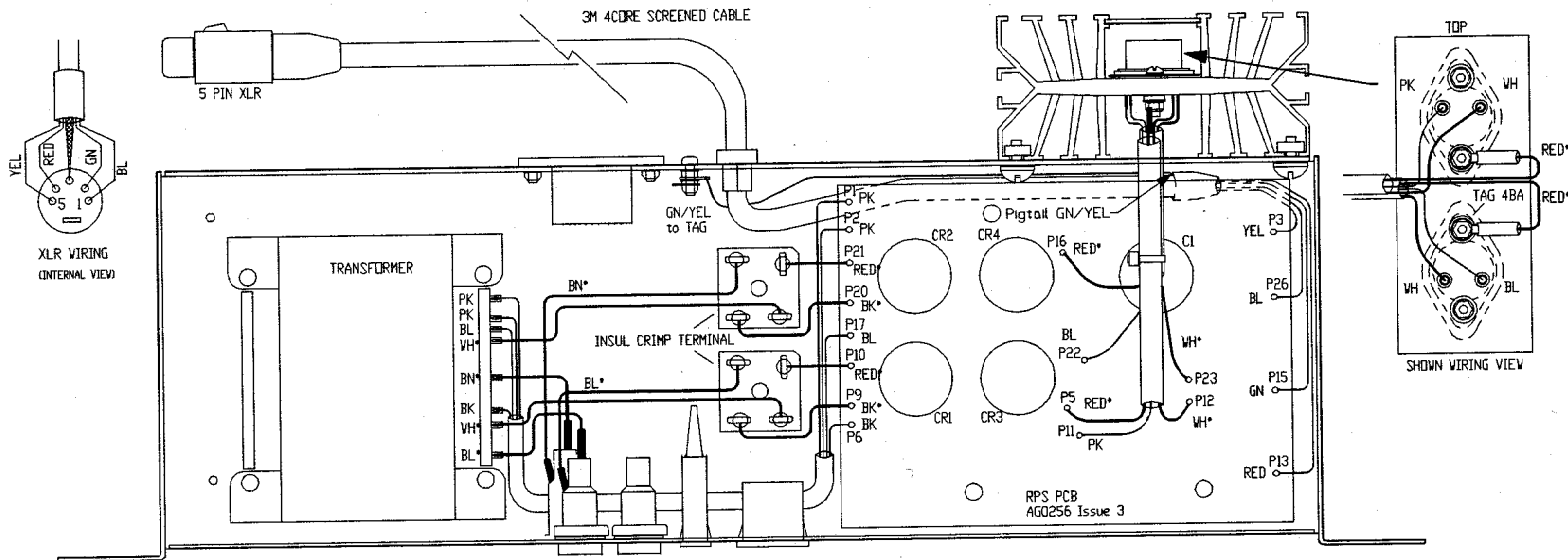 3M 4CORE SCREENED CABLE
5 PIN XLR
YEL
RED
GN
BL
5 1
XLR WIRING
(INTERNAL VIEW)
TRANSFORMER
PK
PK
BL
WH*
BN*
BK
WH*
BL*
BN*
BL*
INSUL CRIMP TERMINAL
GN/YEL
to TAG
P1
PK
P2
PK
P21
RED*
P20
BK*
P17
BL
P10
RED*
P9
BK*
P6
BK
CR2
CR4
CR1
CR3
C1
Pigtail GN/YEL
P16
RED*
BL
P22
WH*
P23
P5
RED*
P12
WH*
P11
PK
P3
YEL
P26
BL
P15
GN
P13
RED
RPS PCB
AG0256 Issue 3
TOP
PK
WH
RED*
TAG 4BA
RED*
WH
BL
SHOWN WIRING VIEW